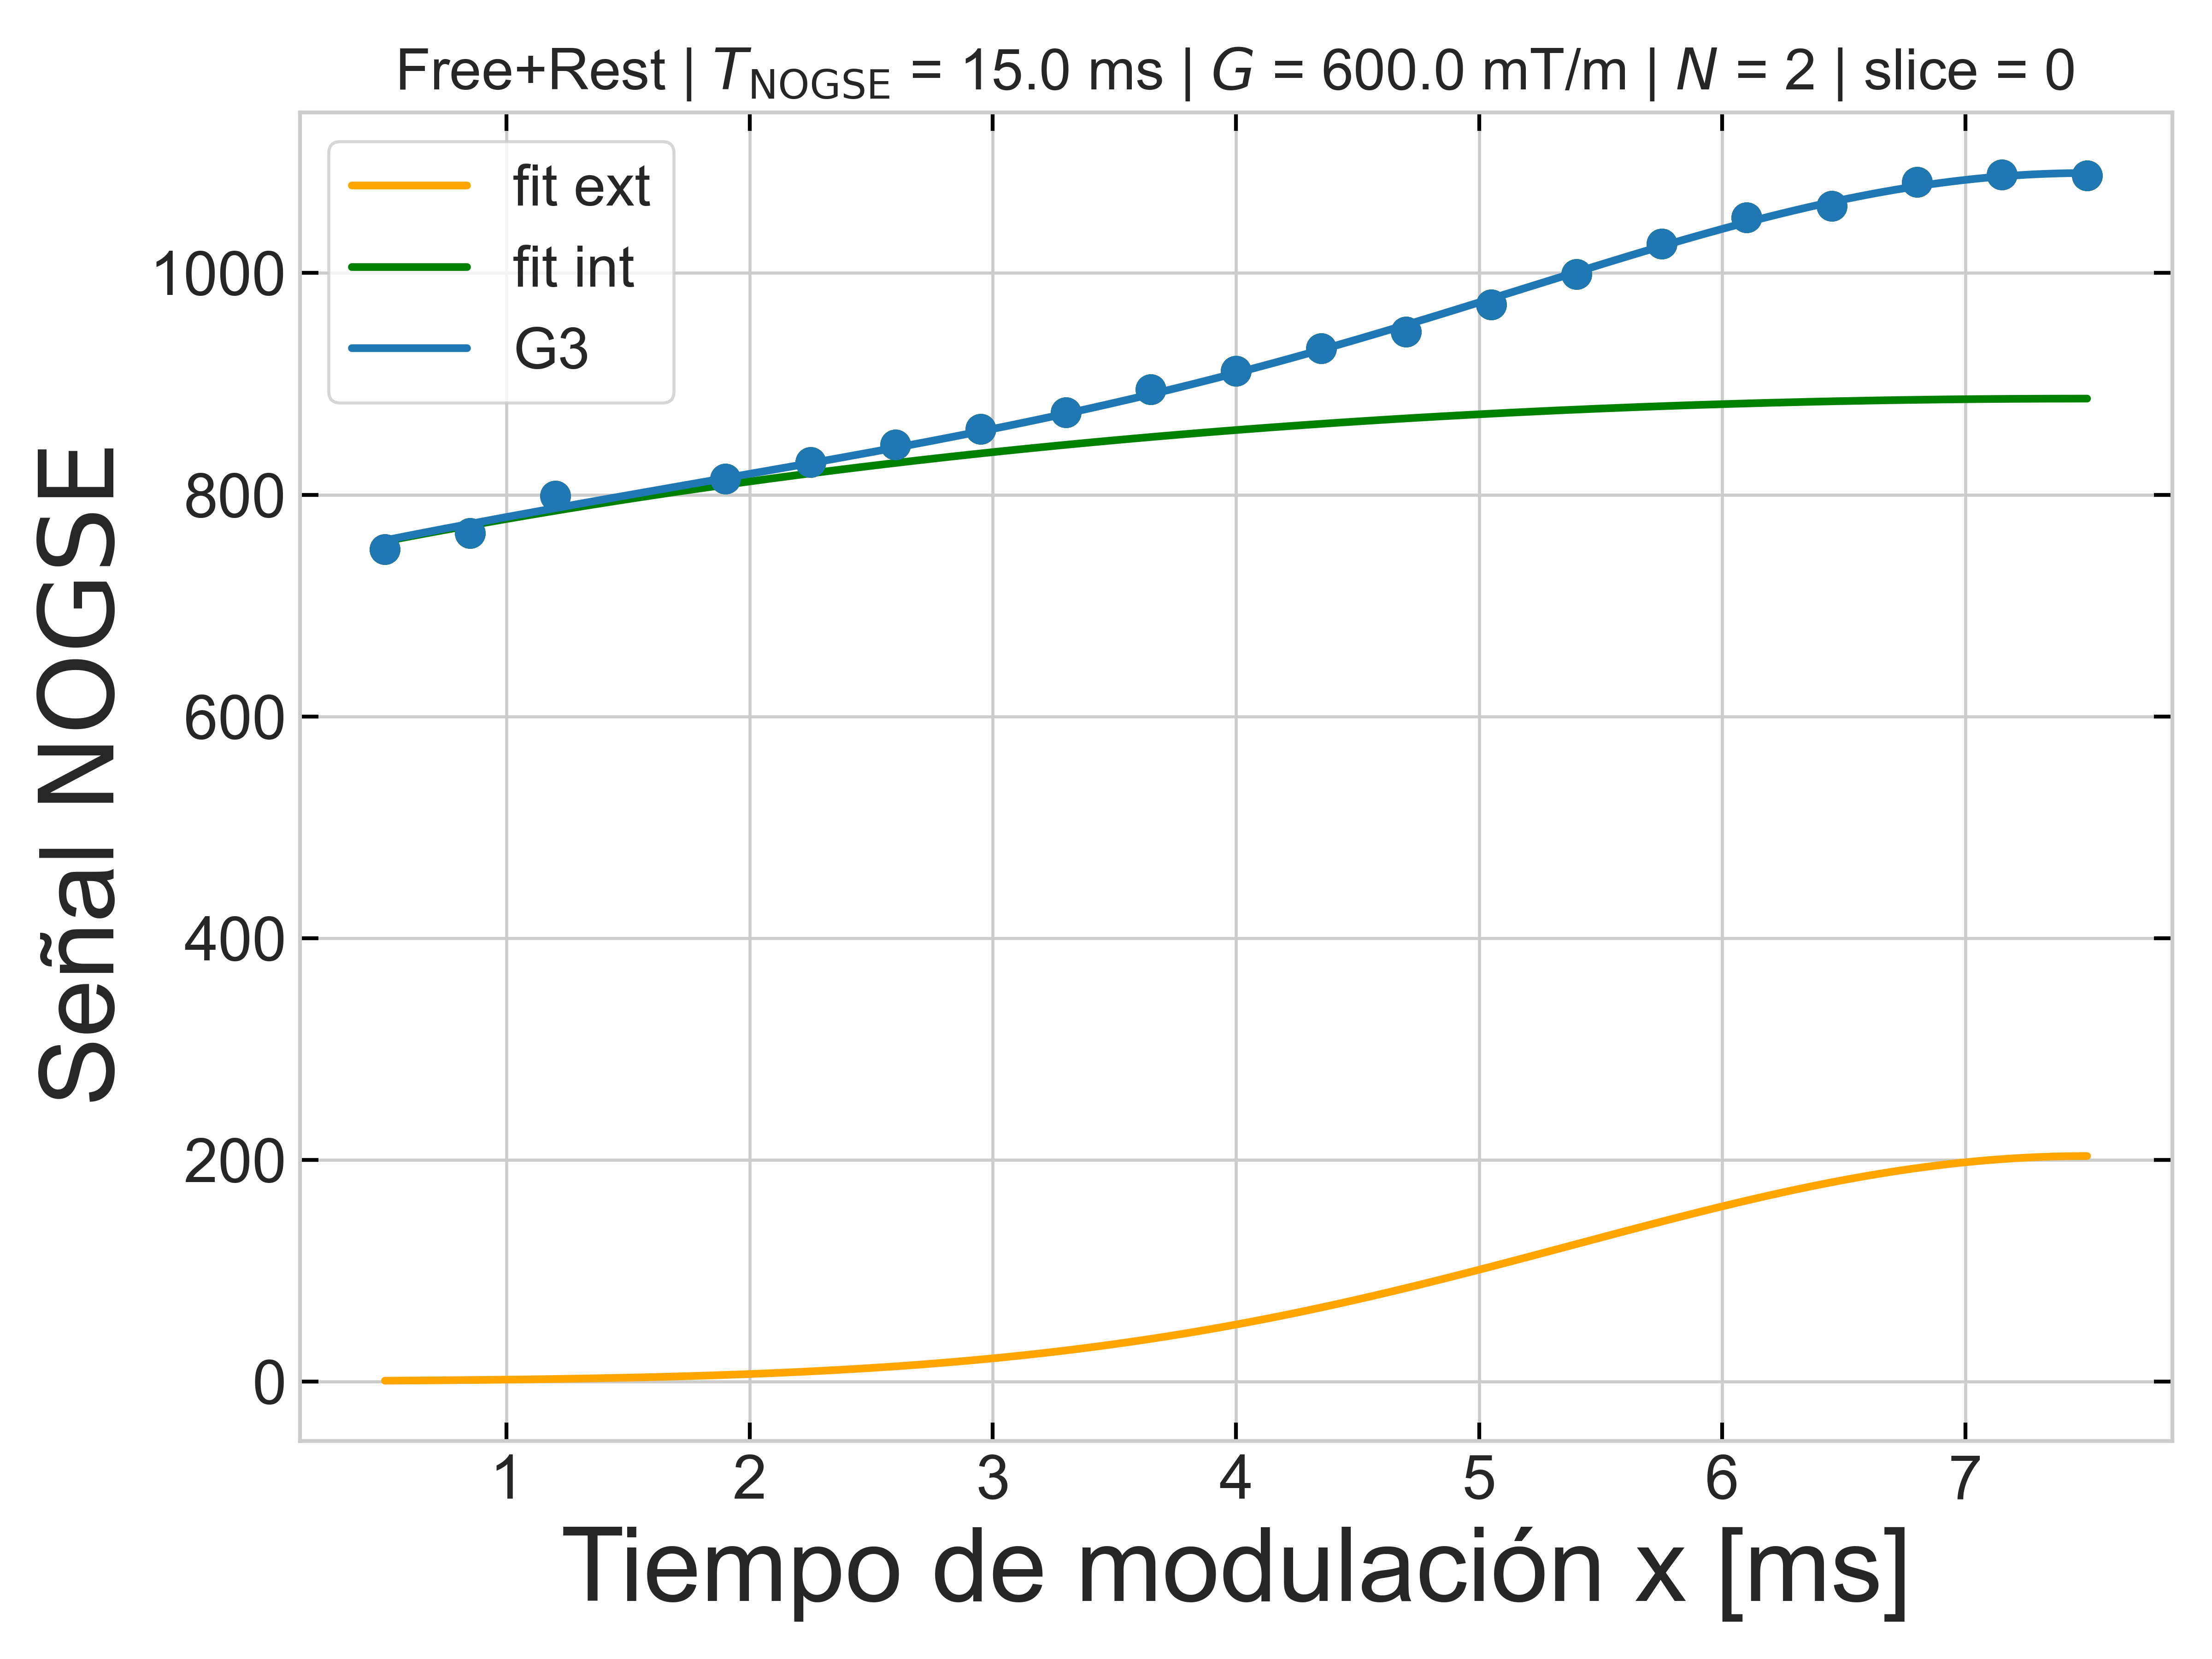 Free+Rest | T_NOGSE = 15.0 ms | G = 600.0 mT/m | N = 2 | slice = 0
fit ext
fit int
G3
Señal NOGSE
1000
800
600
400
200
0
1 2 3 4 5 6 7
Tiempo de modulación x [ms]